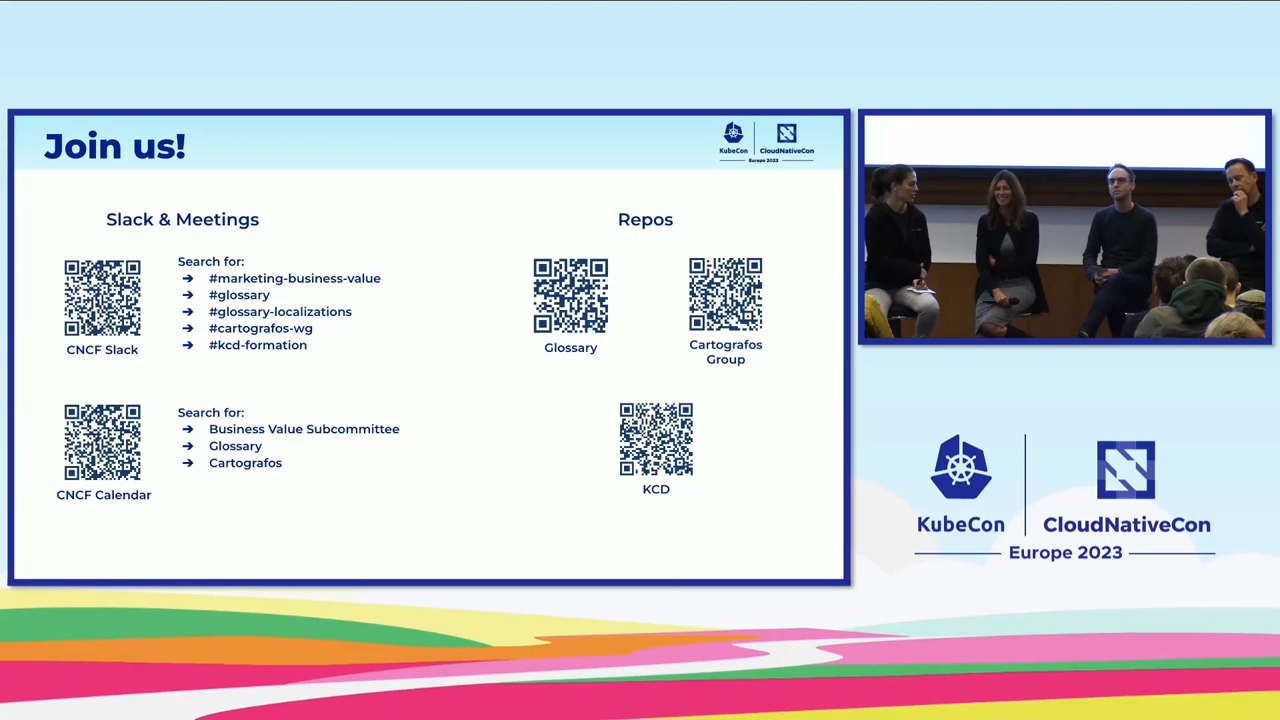 Join us!
KubeCon
CloudNativeCon
Europe 2023
Slack & Meetings
Search for:
➔ #marketing-business-value
➔ #glossary
➔ #glossary-localizations
➔ #cartografos-wg
➔ #kcd-formation
CNCF Slack
Search for:
➔ Business Value Subcommittee
➔ Glossary
➔ Cartografos
CNCF Calendar
Repos
Glossary
Cartografos
Group
KCD
KubeCon
CloudNativeCon
Europe 2023